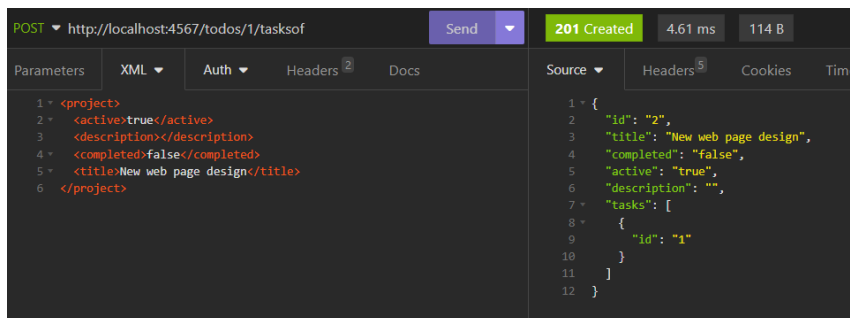 POST http://localhost:4567/todos/1/tasksof Send
201 Created 4.61 ms 114 B
Parameters XML Auth Headers 2 Docs
Source Headers 5 Cookies Tim
1 <project>
2 <active>true</active>
3 <description></description>
4 <completed>false</completed>
5 <title>New web page design</title>
6 </project>
1 {
2 "id": "2",
3 "title": "New web page design",
4 "completed": "false",
5 "active": "true",
6 "description": "",
7 "tasks": [
8 {
9 "id": "1"
10 }
11 ]
12 }